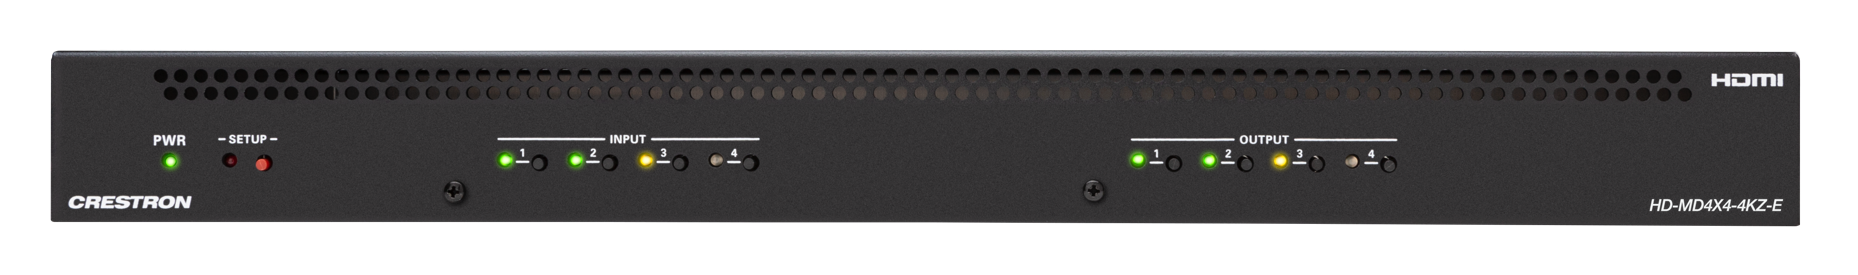 HDMI
PWR
SETUP
INPUT
1 2 3 4
OUTPUT
1 2 3 4
CRESTRON
HD-MD4X4-4KZ-E